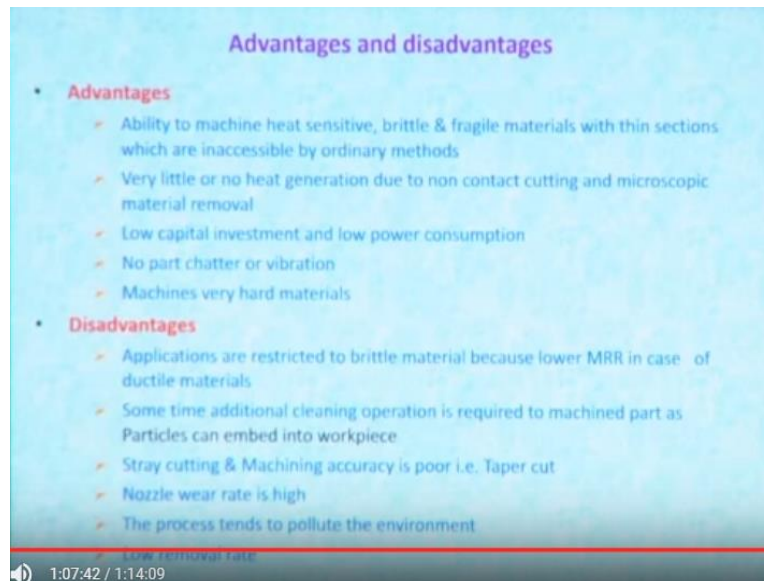 Advantages and disadvantages
• Advantages
Ability to machine heat sensitive, brittle & fragile materials with thin sections
which are inaccessible by ordinary methods
Very little or no heat generation due to non contact cutting and microscopic
material removal
Low capital investment and low power consumption
No part chatter or vibration
Machines very hard materials
• Disadvantages
Applications are restricted to brittle material because lower MRR in case of
ductile materials
Some time additional cleaning operation is required to machined part as
Particles can embed into workpiece
Stray cutting & Machining accuracy is poor i.e. Taper cut
Nozzle wear rate is high
The process tends to pollute the environment
Low removal rate
1:07:42 / 1:14:09